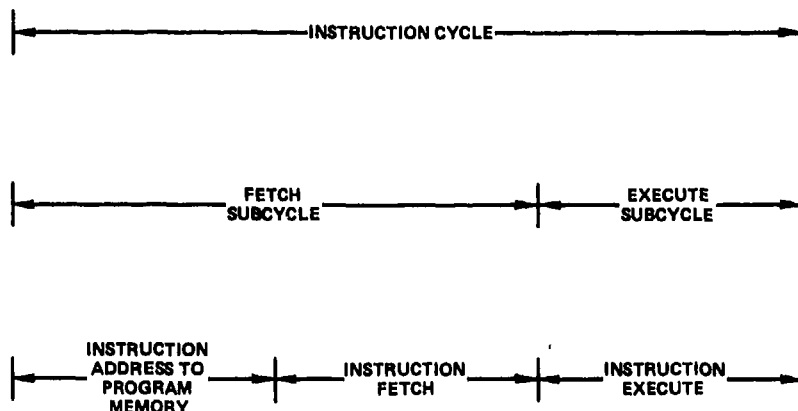 INSTRUCTION CYCLE
FETCH
SUBCYCLE
EXECUTE
SUBCYCLE
INSTRUCTION
ADDRESS TO
PROGRAM
MEMORY
INSTRUCTION
FETCH
INSTRUCTION
EXECUTE